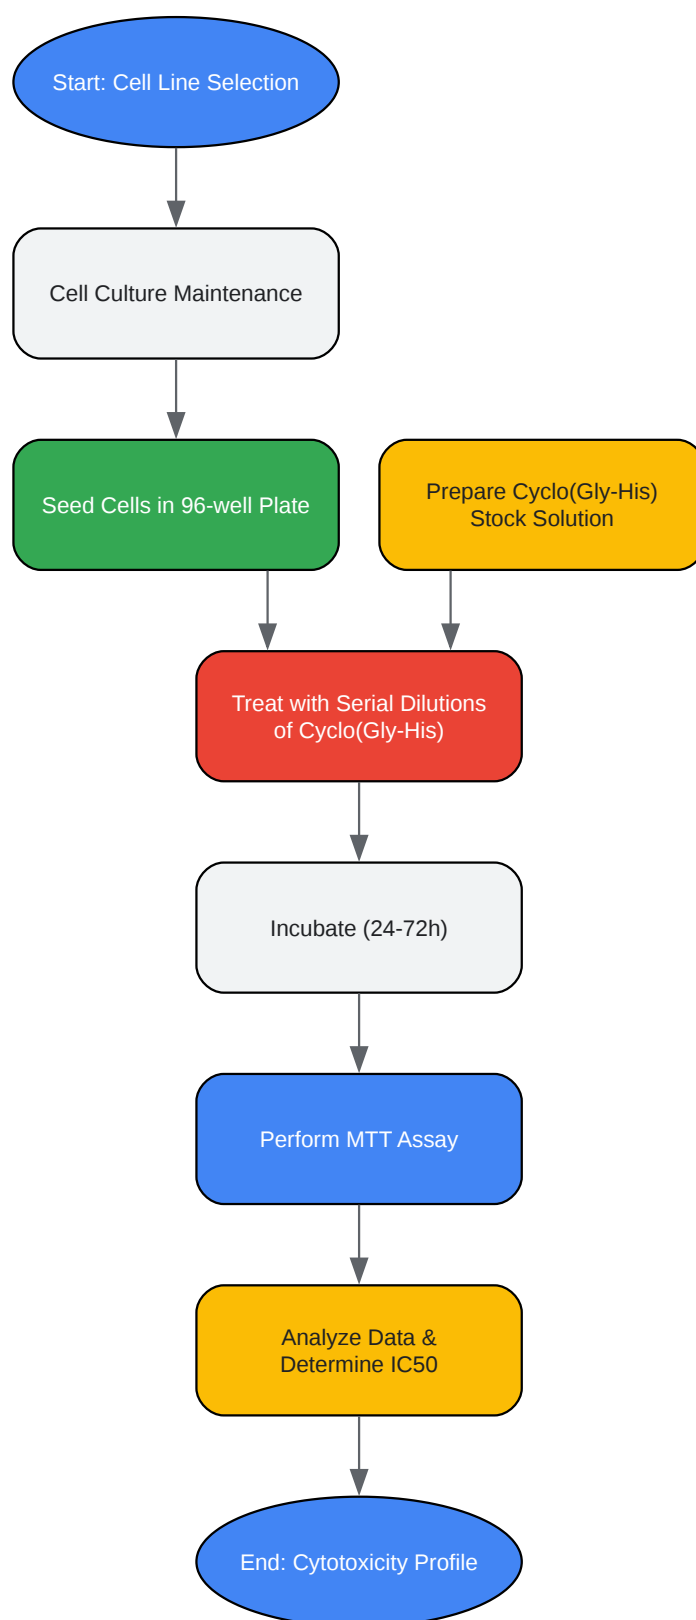 Start: Cell Line Selection
Cell Culture Maintenance
Seed Cells in 96-well Plate
Prepare Cyclo(Gly-His)
Stock Solution
Treat with Serial Dilutions
of Cyclo(Gly-His)
Incubate (24-72h)
Perform MTT Assay
Analyze Data &
Determine IC50
End: Cytotoxicity Profile